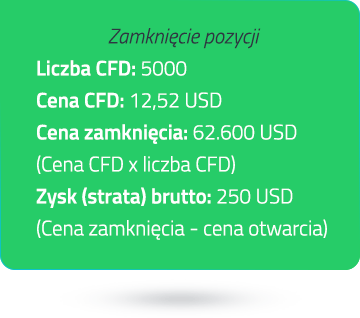 Zamknięcie pozycji
Liczba CFD: 5000
Cena CFD: 12,52 USD
Cena zamknięcia: 62.600 USD
(Cena CFD x liczba CFD)
Zysk (strata) brutto: 250 USD
(Cena zamknięcia - cena otwarcia)